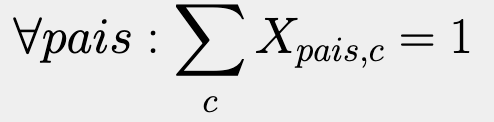 ∀pais : ∑_c X_{pais,c} = 1